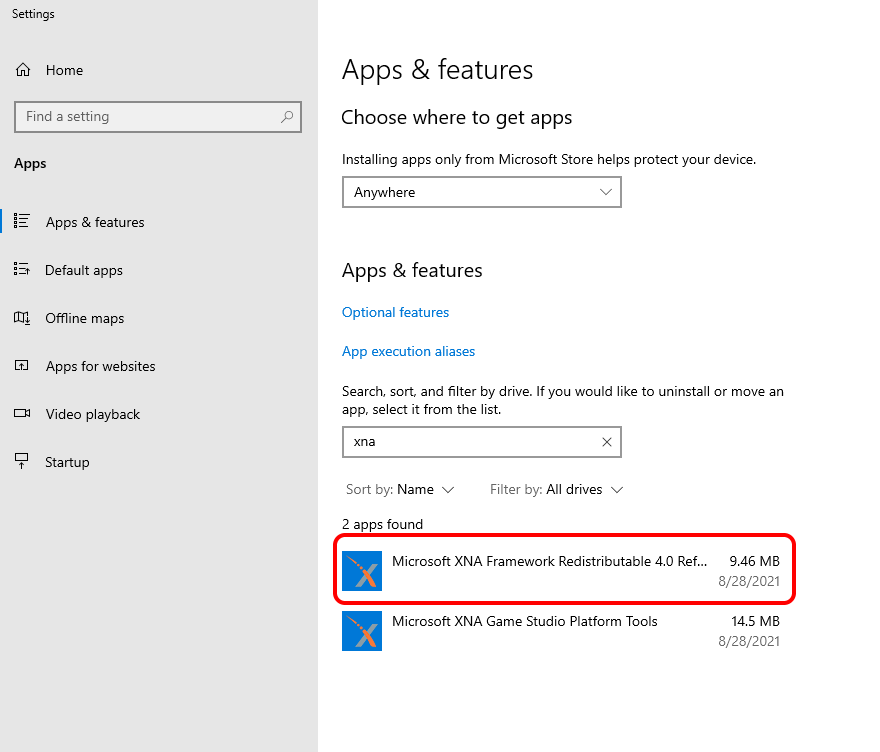 Settings
Home
Find a setting
Apps
Apps & features
Default apps
Offline maps
Apps for websites
Video playback
Startup
Apps & features
Choose where to get apps
Installing apps only from Microsoft Store helps protect your device.
Anywhere
Apps & features
Optional features
App execution aliases
Search, sort, and filter by drive. If you would like to uninstall or move an
app, select it from the list.
xna
Sort by: Name Filter by: All drives
2 apps found
Microsoft XNA Framework Redistributable 4.0 Ref... 9.46 MB
8/28/2021
Microsoft XNA Game Studio Platform Tools 14.5 MB
8/28/2021